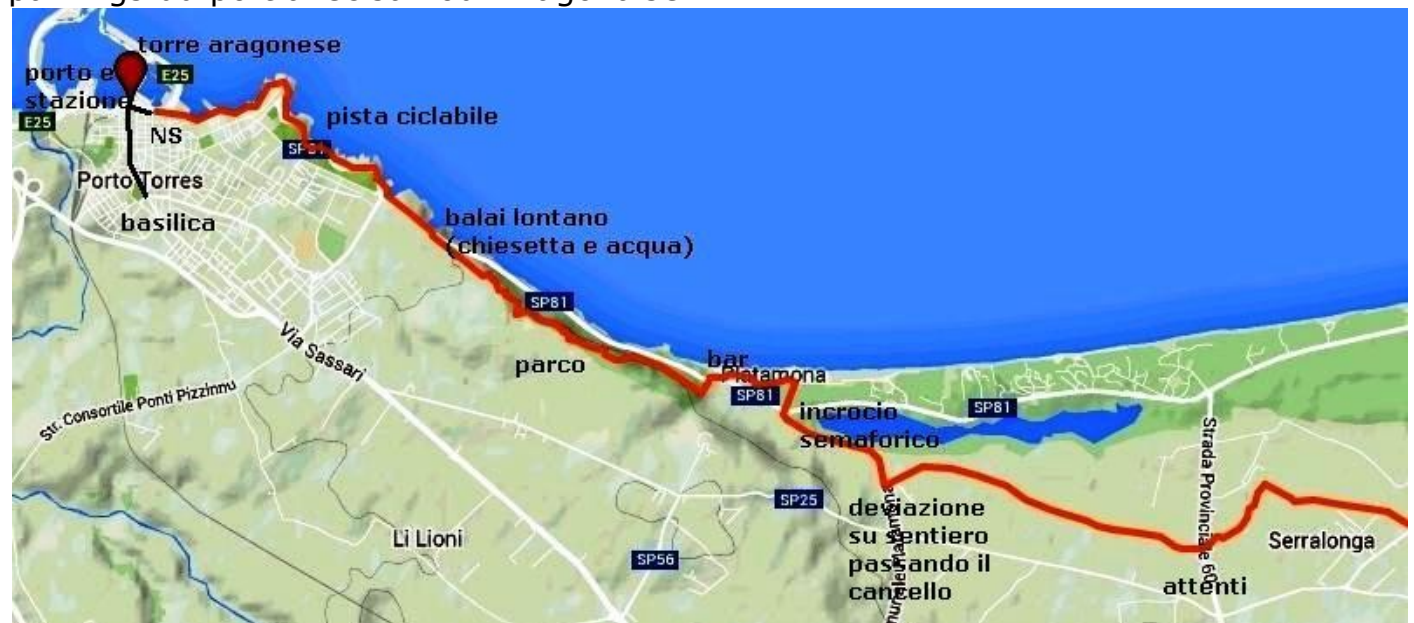 torre aragonese
porto e
stazione
E25
E25
NS
pista ciclabile
SP81
Porto Torres
basilica
balai lontano
(chiesetta e acqua)
SP81
Via Sassari
parco
bar
Platamona
SP81
SP81
incrocio
semaforico
Str. Consortile Ponti Pizzinnu
Strada Provinciale 60
SP25
deviazione
su sentiero
passando il
cancello
Li Lioni
SP56
Serralonga
attenti